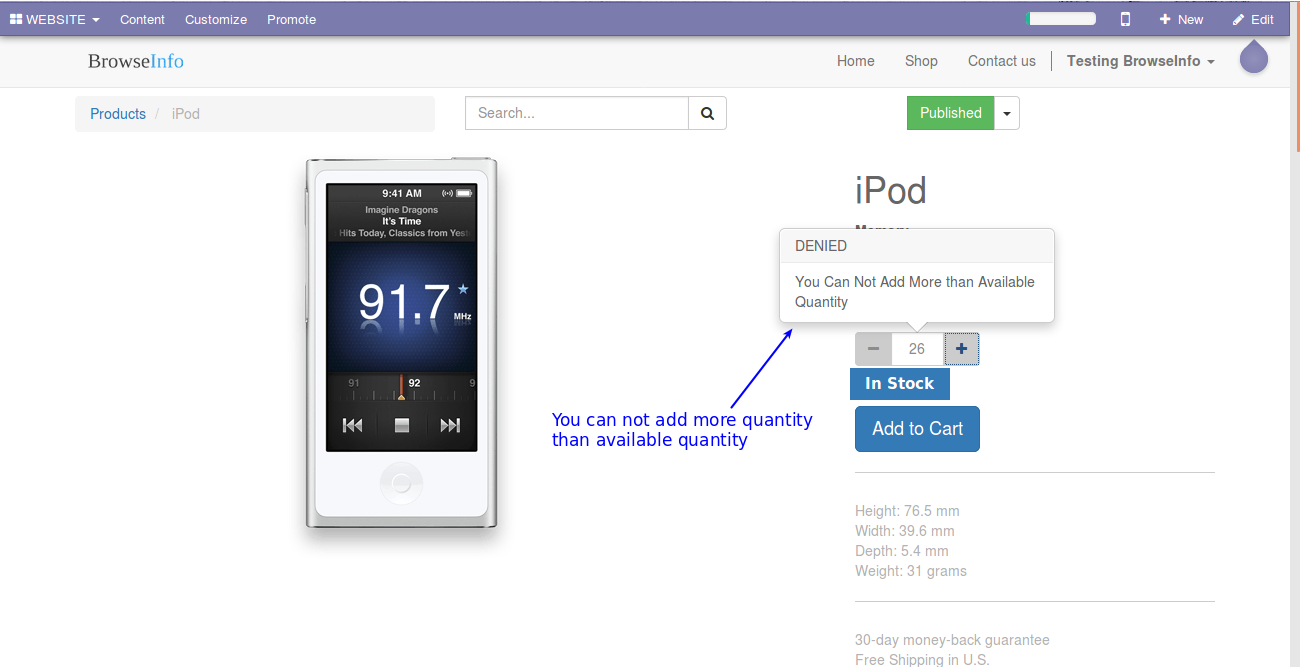 WEBSITE Content Customize Promote New Edit
BrowseInfo Home Shop Contact us Testing BrowseInfo
Products / iPod Search... Published
iPod
9:41 AM
Imagine Dragons
It's Time
Hits Today, Classics from Yest
91.7
MHz
91 92 9
DENIED
You Can Not Add More than Available
Quantity
26
In Stock
Add to Cart
You can not add more quantity
than available quantity
Height: 76.5 mm
Width: 39.6 mm
Depth: 5.4 mm
Weight: 31 grams
30-day money-back guarantee
Free Shipping in U.S.